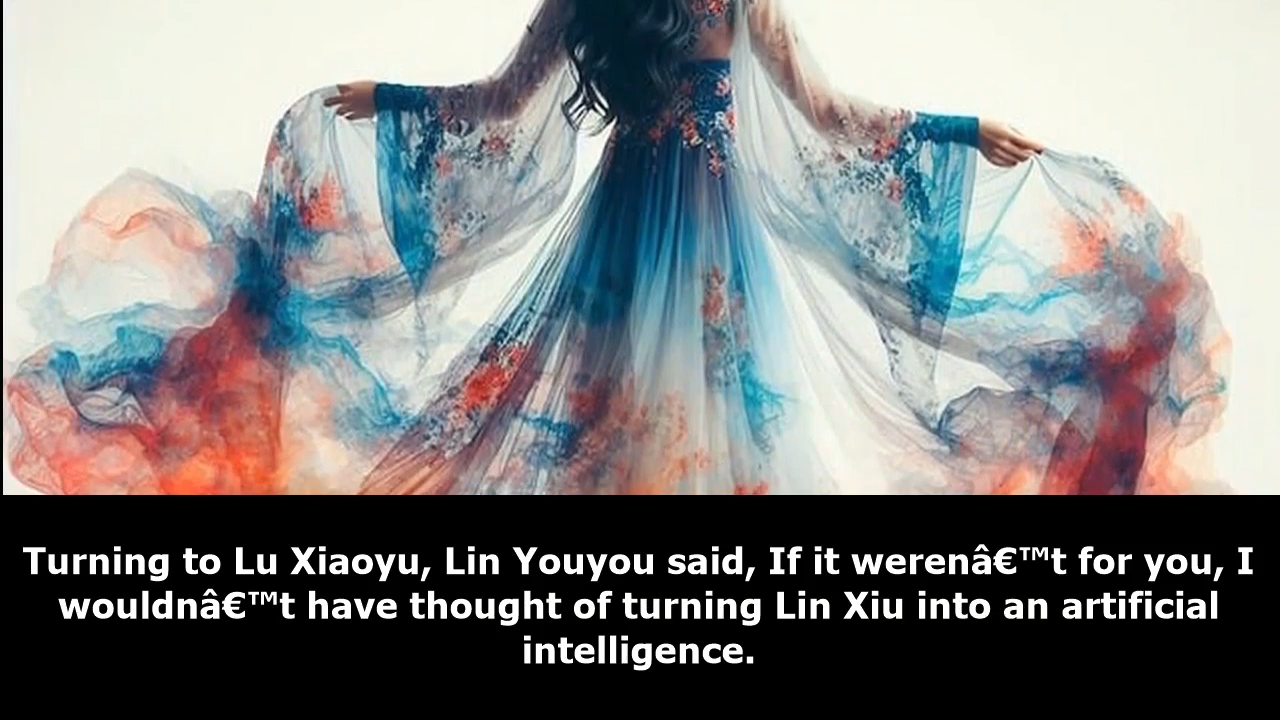 Turning to Lu Xiaoyu, Lin Youyou said, If it werenâ€™t for you, I
wouldnâ€™t have thought of turning Lin Xiu into an artificial
intelligence.